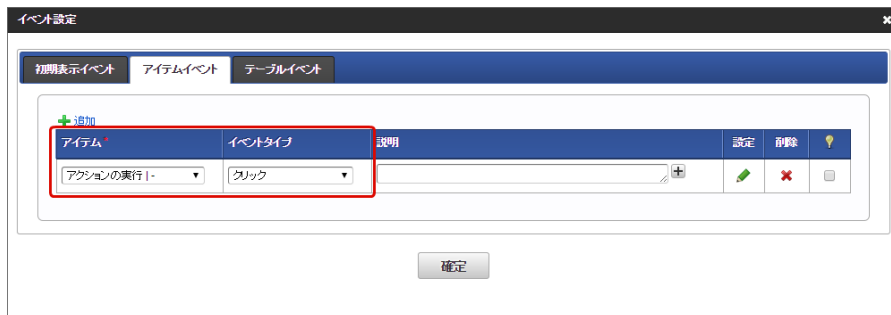 イベント設定
初期表示イベント アイテムイベント テーブルイベント
追加
アイテム* イベントタイプ 説明 設定 削除
アクションの実行 | - クリック
確定